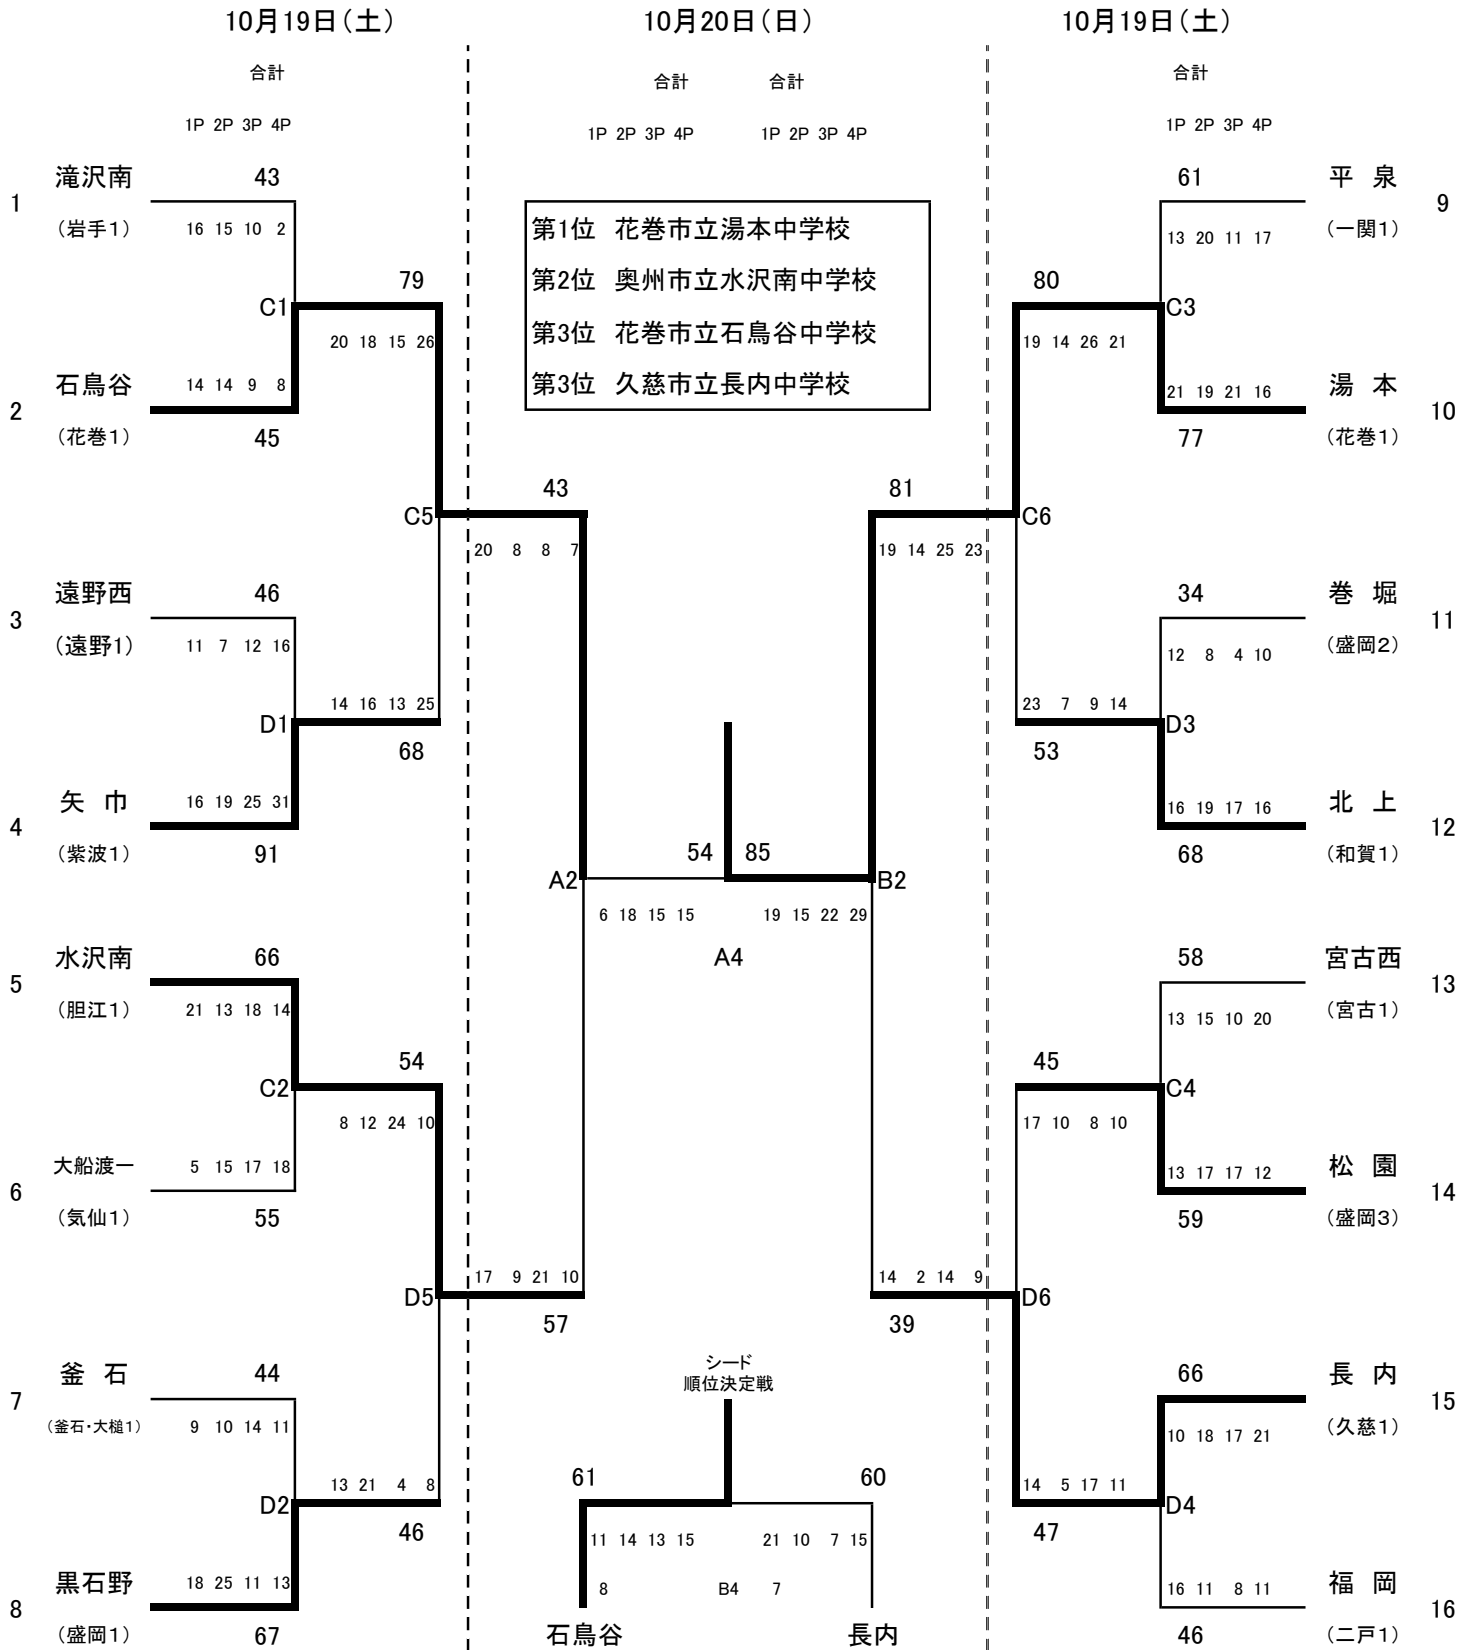 10月19日（土） 10月20日（日） 10月19日（土）
合計 合計 合計 合計
1P 2P 3P 4P 1P 2P 3P 4P 1P 2P 3P 4P 1P 2P 3P 4P
1 滝沢南 43
(岩手1) 16 15 10 2
C1
79
20 18 15 26
2 石鳥谷 14 14 9 8
(花巻1) 45
C5
43
20 8 8 7
3 遠野西 46
(遠野1) 11 7 12 16
D1
14 16 13 25
68
4 矢 巾 16 19 25 31
(紫波1) 91
5 水沢南 66
(胆江1) 21 13 18 14
C2
54
8 12 24 10
6 大船渡一 5 15 17 18
(気仙1) 55
D5
17 9 21 10
57
7 釜 石 44
(釜石・大槌1) 9 10 14 11
D2
13 21 4 8
46
8 黒石野 18 25 11 13
(盛岡1) 67
第1位 花巻市立湯本中学校
第2位 奥州市立水沢南中学校
第3位 花巻市立石鳥谷中学校
第3位 久慈市立長内中学校
A2
54 85
B2
6 18 15 15 19 15 22 29
A4
シード
順位決定戦
61 60
11 14 13 15 21 10 7 15
8 B4 7
石鳥谷 長内
61 平 泉 9
13 20 11 17 (一関1)
80
C3
19 14 26 21
21 19 21 16 湯 本 10
77 (花巻1)
81
C6
19 14 25 23
34 巻 堀 11
12 8 4 10 (盛岡2)
23 7 9 14
D3
53
16 19 17 16 北 上 12
68 (和賀1)
58 宮古西 13
13 15 10 20 (宮古1)
45
C4
17 10 8 10
13 17 17 12 松 園 14
59 (盛岡3)
14 2 14 9
D6
39
66 長 内 15
10 18 17 21 (久慈1)
14 5 17 11
D4
47
16 11 8 11 福 岡 16
46 (二戸1)